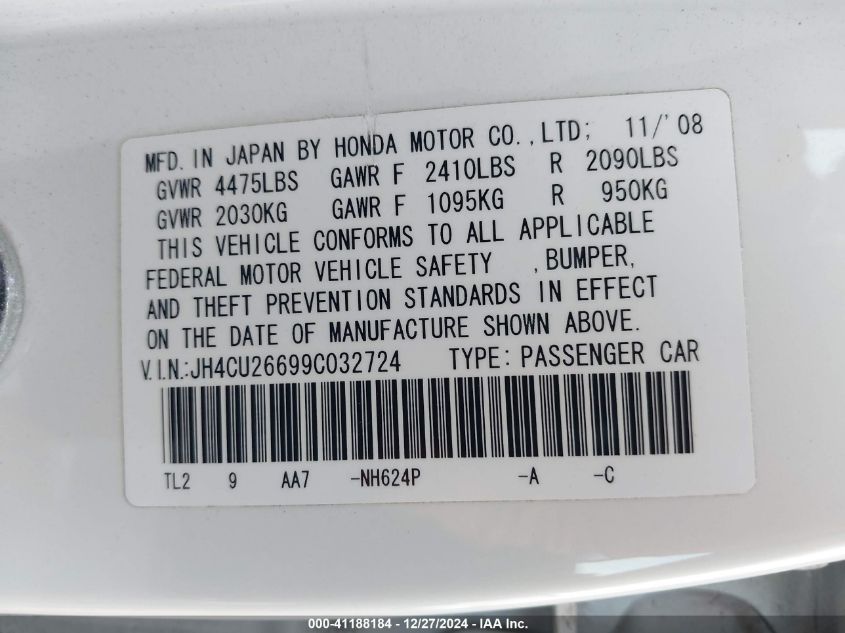 MFD. IN JAPAN BY HONDA MOTOR CO.,LTD; 11/'08
GVWR 4475LBS GAWR F 2410LBS R 2090LBS
GVWR 2030KG GAWR F 1095KG R 950KG
THIS VEHICLE CONFORMS TO ALL APPLICABLE
FEDERAL MOTOR VEHICLE SAFETY ,BUMPER,
AND THEFT PREVENTION STANDARDS IN EFFECT
ON THE DATE OF MANUFACTURE SHOWN ABOVE.
V.I.N.:JH4CU26699C032724 TYPE: PASSENGER CAR
TL2 9 AA7 -NH624P -A -C
000-41188184 - 12/27/2024 - IAA Inc.